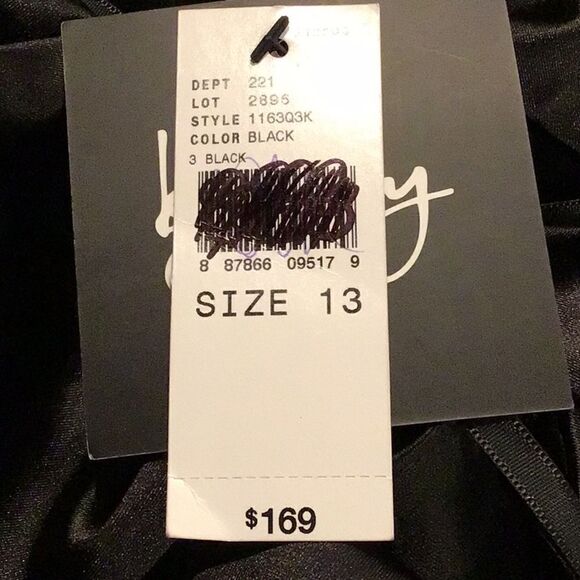 DEPT 221
LOT 2896
STYLE 1163Q3K
COLOR BLACK
3 BLACK
8 87866 09517 9
SIZE 13
$169